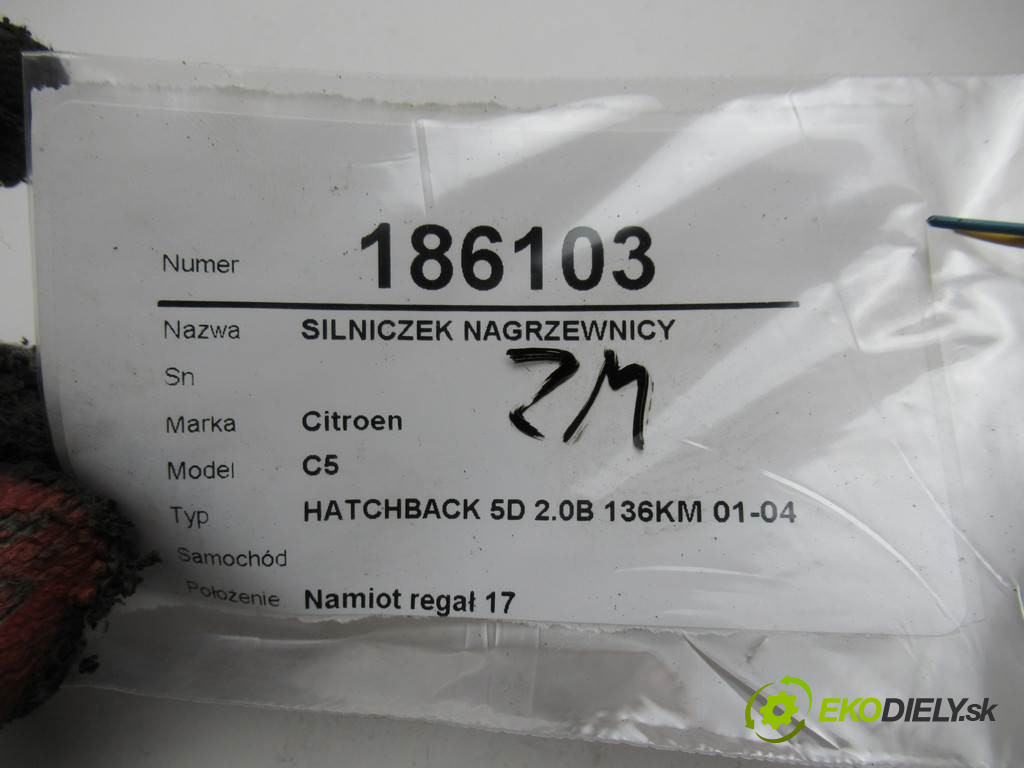 Numer 186103
Nazwa SILNICZEK NAGRZEWNICY
Sn
ZM
Marka Citroen
Model C5
Typ HATCHBACK 5D 2.0B 136KM 01-04
Samochód
Położenie Namiot regał 17
EKODIELY.sk